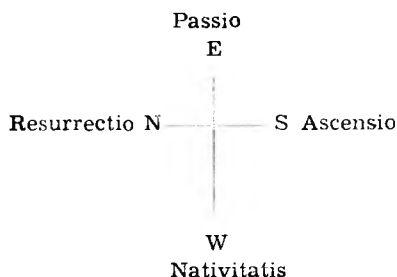 Passio
E
Resurrectio N S Ascensio
W
Nativitatis